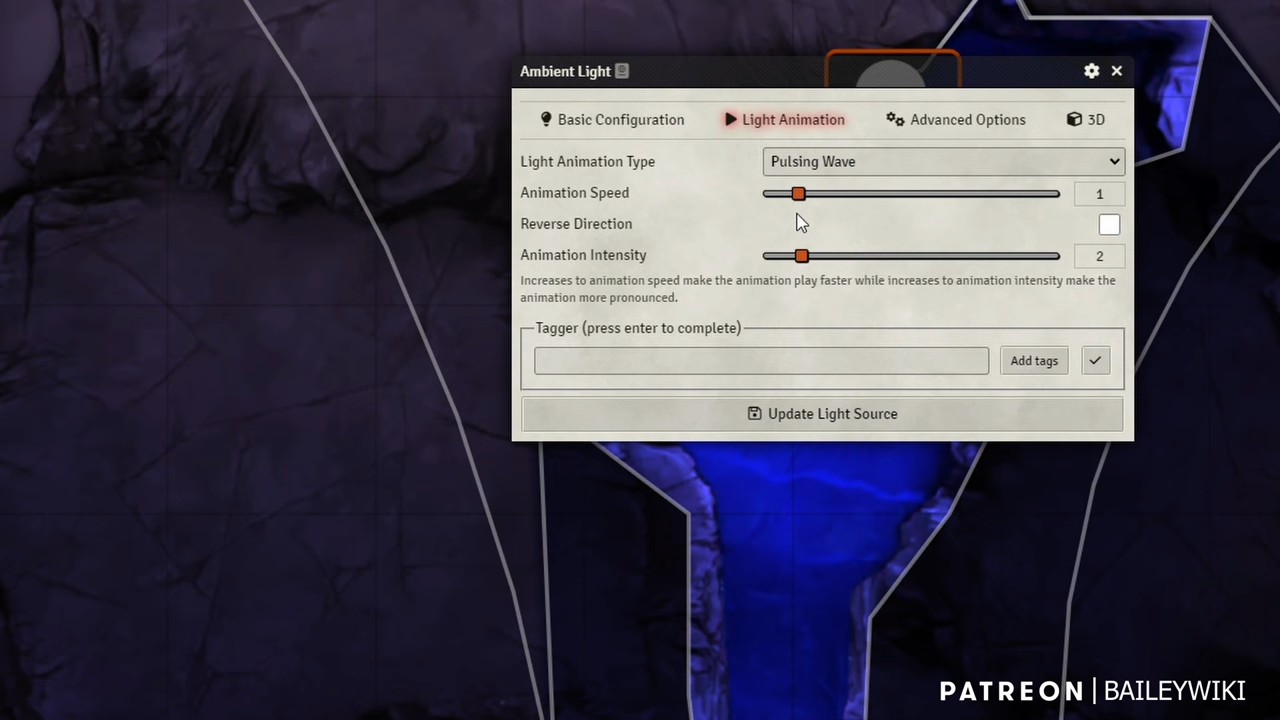 Ambient Light
Basic Configuration
Light Animation
Advanced Options
3D
Light Animation Type
Pulsing Wave
Animation Speed
1
Reverse Direction
Animation Intensity
2
Increases to animation speed make the animation play faster while increases to animation intensity make the
animation more pronounced.
Tagger (press enter to complete)
Add tags
Update Light Source
PATREON | BAILEYWIKI